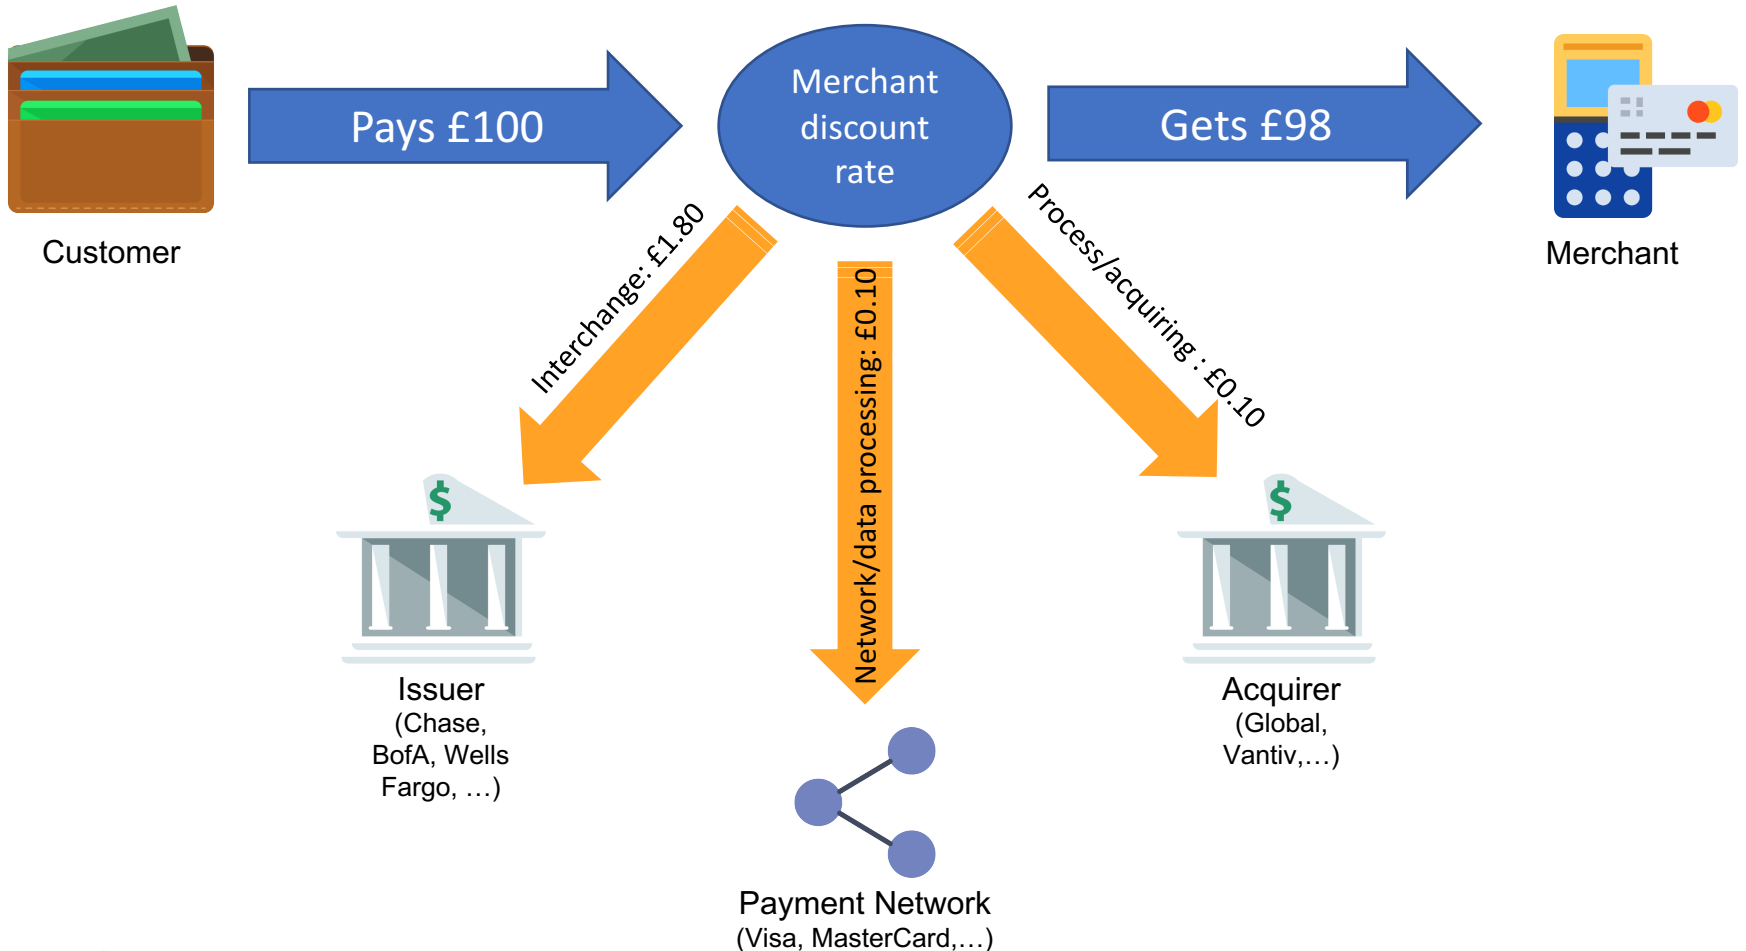 Pays £100
Merchant
discount
rate
Gets £98
Customer
Merchant
Interchange: £1.80
Network/data processing: £0.10
Process/acquiring : £0.10
$
$
Issuer
(Chase,
BofA, Wells
Fargo, …)
Acquirer
(Global,
Vantiv,…)
Payment Network
(Visa, MasterCard,…)